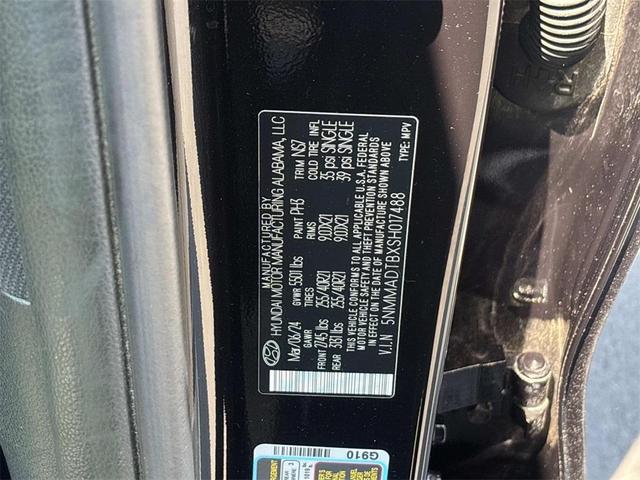 MANUFACTURED BY
HYUNDAI MOTOR MANUFACTURING ALABAMA, LLC
Mar/06/24 GVWR 5501 lbs PAINT PH3 TRIM NS7
GAWR TIRES RIMS COLD TIRE INFL
FRONT 2745 lbs 255/40R21 9.0JX21 35 psi SINGLE
REAR 3131 lbs 255/40R21 9.0JX21 39 psi SINGLE
THIS VEHICLE CONFORMS TO ALL APPLICABLE U.S.A. FEDERAL
MOTOR VEHICLE SAFETY AND THEFT PREVENTION STANDARDS
IN EFFECT ON THE DATE OF MANUFACTURE SHOWN ABOVE
V.I.N 5NMMADTBXSH017488 TYPE: MPV
G910